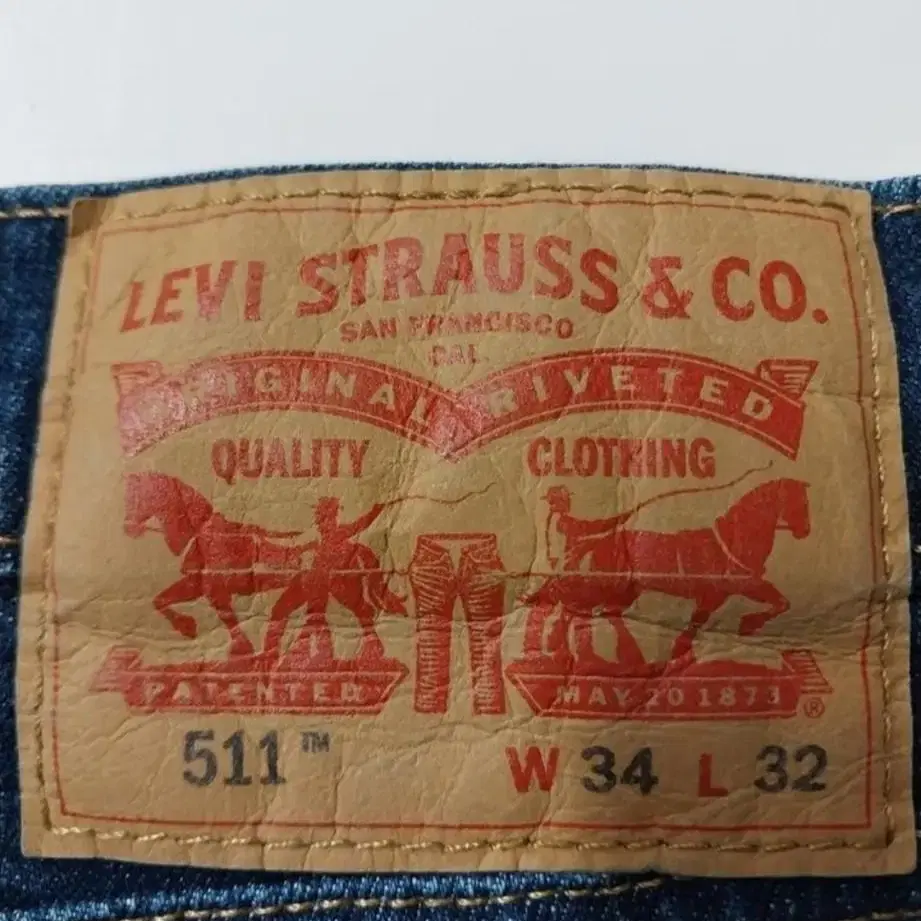 LEVI STRAUSS & CO.
SAN FRANCISCO
CAL
ORIGINAL RIVETED
QUALITY CLOTHING
PATENTED MAY 20 1873 ®
511™ W 34 L 32